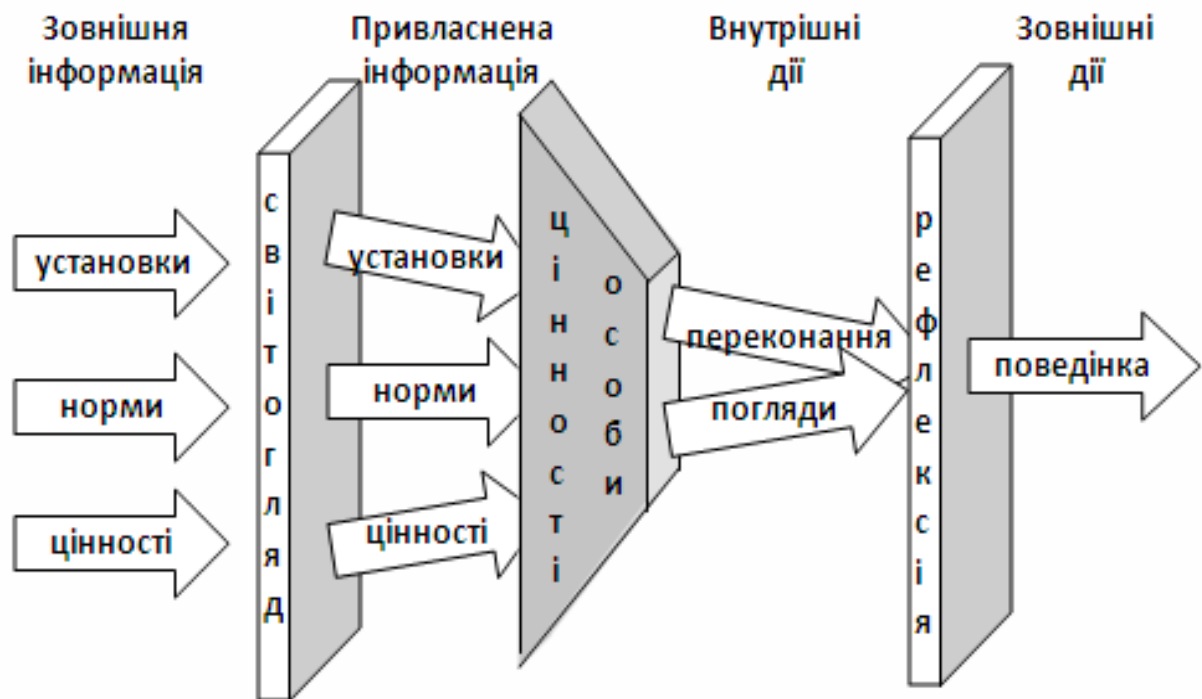 Зовнішня
інформація
Привласнена
інформація
Внутрішні
дії
Зовнішні
дії
установки
норми
цінності
світогляд
установки
норми
цінності
цінності
особи
переконання
погляди
рефлексія
поведінка